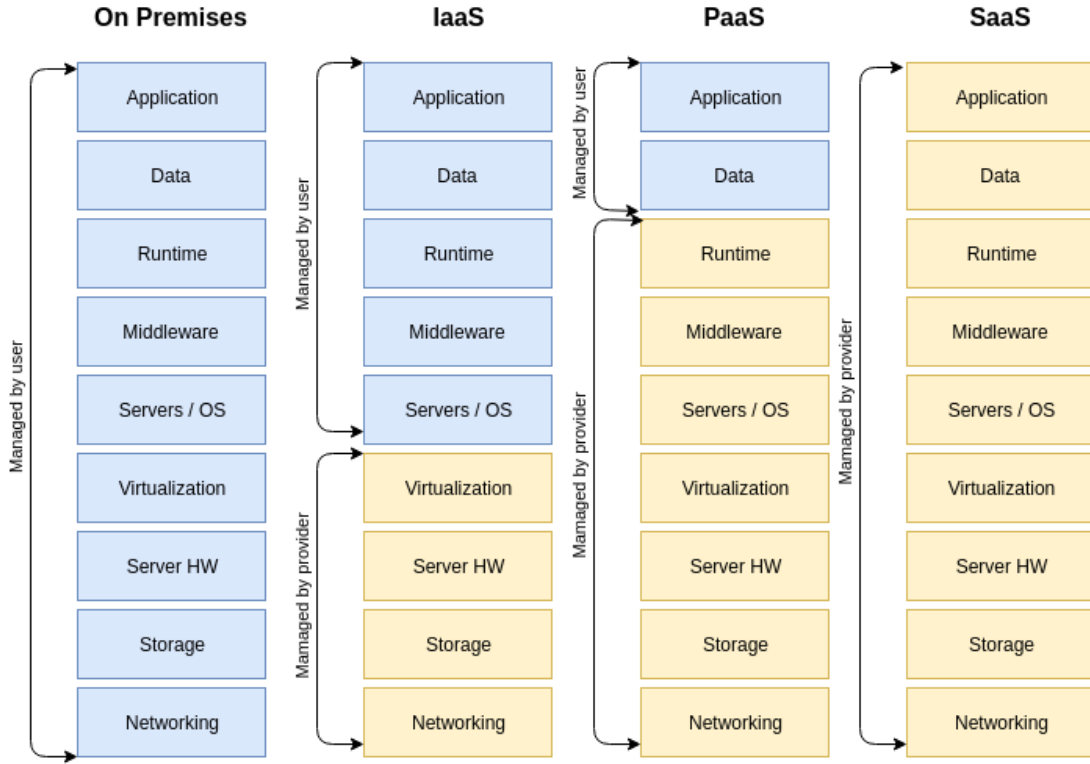 On Premises
IaaS
PaaS
SaaS
Managed by user
Application
Data
Runtime
Middleware
Servers / OS
Virtualization
Server HW
Storage
Networking
Managed by user
Mamaged by provider
Application
Data
Runtime
Middleware
Servers / OS
Virtualization
Server HW
Storage
Networking
Managed by user
Mamaged by provider
Application
Data
Runtime
Middleware
Servers / OS
Virtualization
Server HW
Storage
Networking
Mamaged by provider
Application
Data
Runtime
Middleware
Servers / OS
Virtualization
Server HW
Storage
Networking